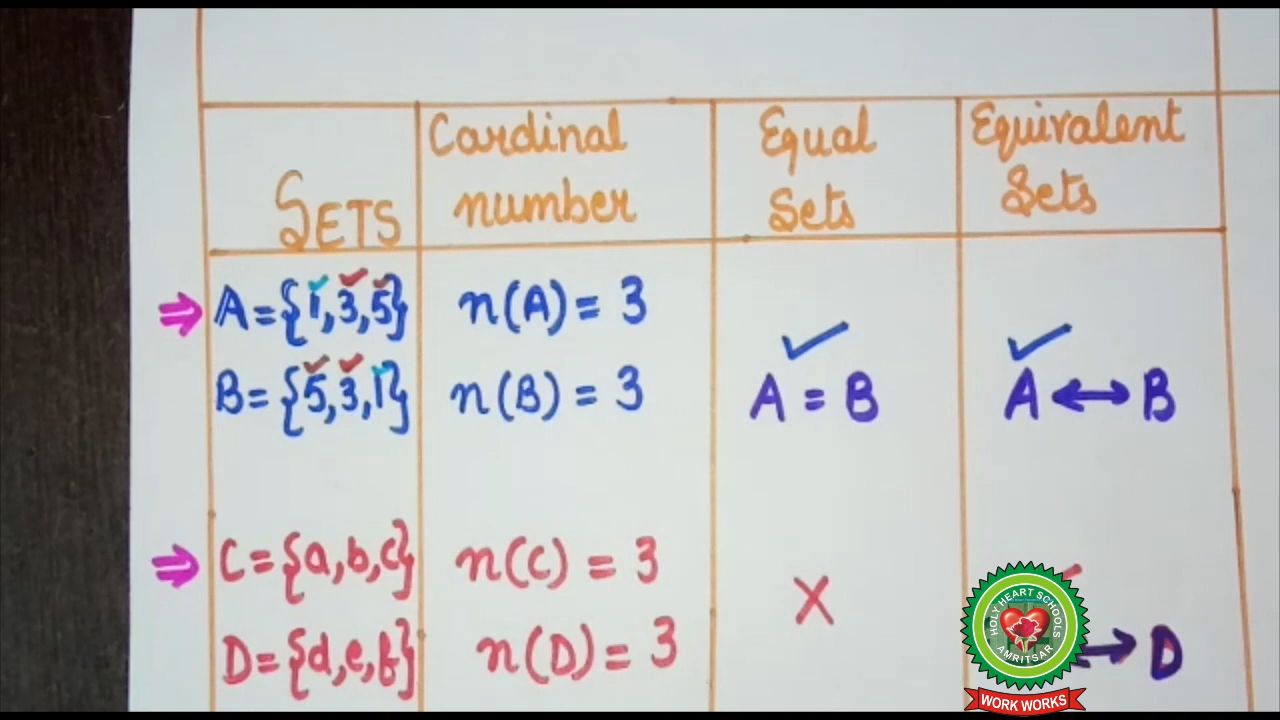 SETS
Cardinal number
Equal Sets
Equivalent Sets
⇒ A={1,3,5} n(A)= 3
B={5,3,1} n(B)= 3
✓ A = B
✓ A ↔ B
⇒ C={a,b,c} n(C) = 3
D={d,e,f} n(D)= 3
X
→ D
HOLY HEART SCHOOLS
AMRITSAR
WORK WORKS